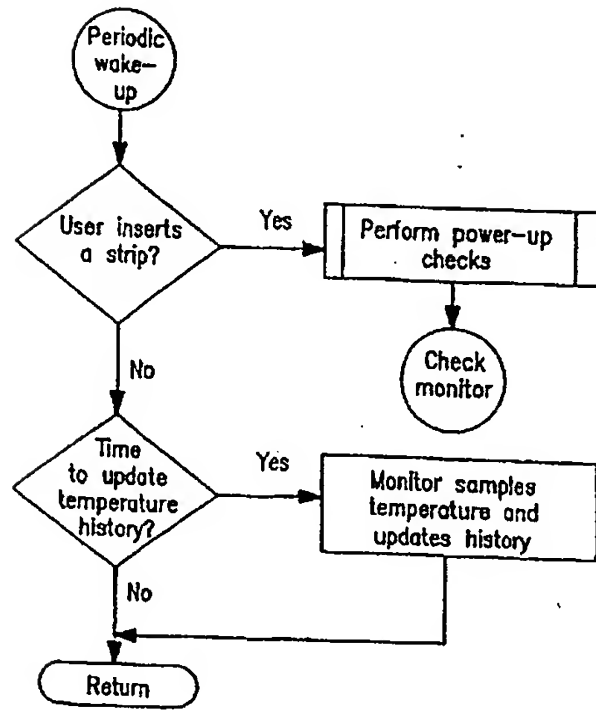 Periodic
wake-
up
User inserts
a strip?
Yes
Perform power-up
checks
No
Check
monitor
Time
to update
temperature
history?
Yes
Monitor samples
temperature and
updates history
No
Return